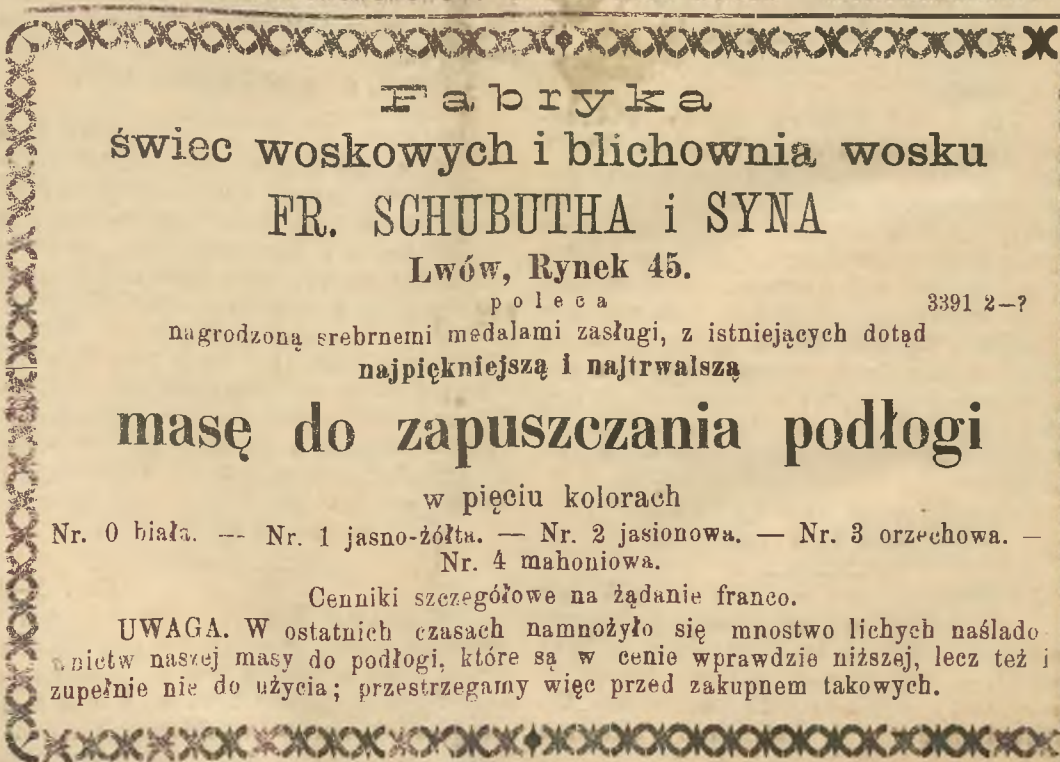 Fabryka
świec woskowych i blichownia wosku
FR. SCHUBUTHA i SYNA
Lwów, Rynek 45.
poleca 3391 2—?
nagrodzoną srebrnemi medalami zasługi, z istniejących dotąd
najpiękniejszą i najtrwalszą
masę do zapuszczania podłogi
w pięciu kolorach
Nr. 0 biała. — Nr. 1 jasno-żółta. — Nr. 2 jasionowa. — Nr. 3 orzechowa. —
Nr. 4 mahoniowa.
Cenniki szczegółowe na żądanie franco.
UWAGA. W ostatnich czasach namnożyło się mnostwo lichych naślado
wnictw naszej masy do podłogi, które są w cenie wprawdzie niższej, lecz też i
zupełnie nie do użycia; przestrzegamy więc przed zakupnem takowych.